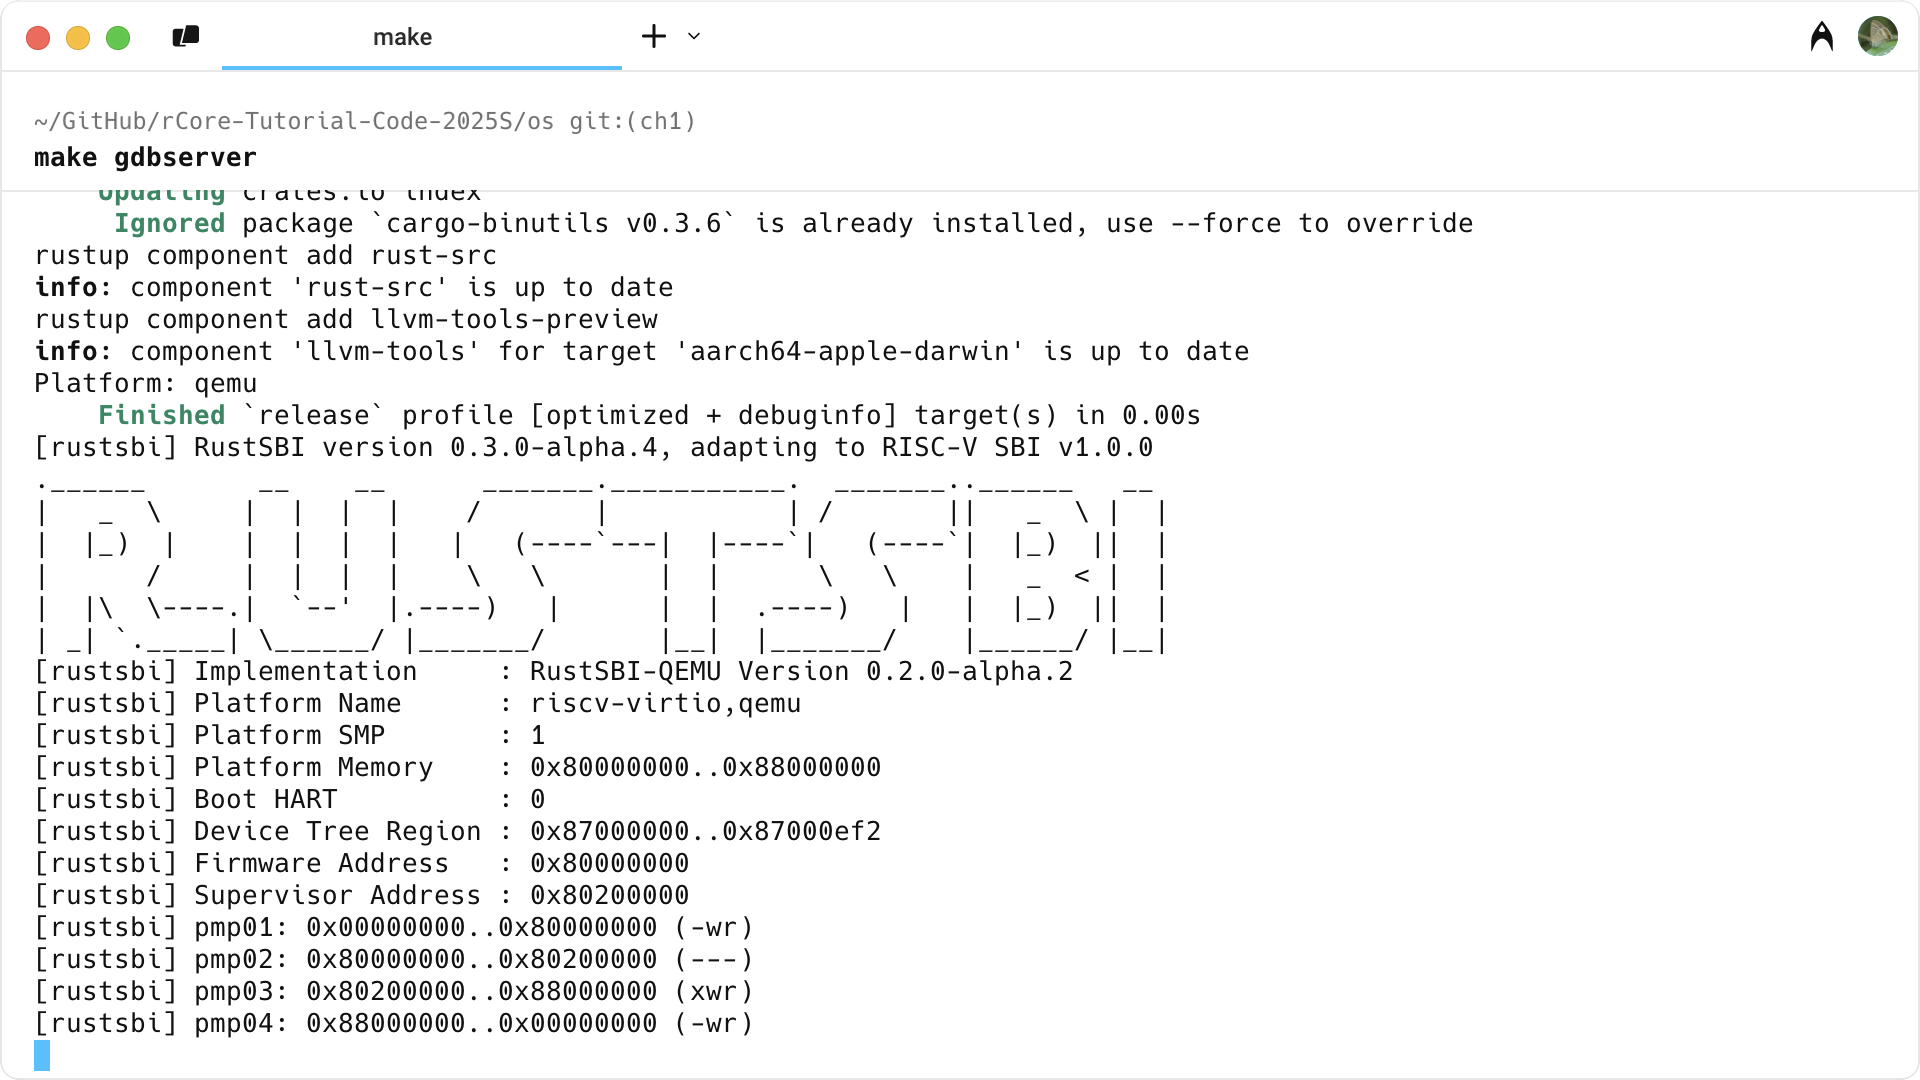 make
~/GitHub/rCore-Tutorial-Code-2025S/os git:(ch1)
make gdbserver
    Updating crates.io index
     Ignored package `cargo-binutils v0.3.6` is already installed, use --force to override
rustup component add rust-src
info: component 'rust-src' is up to date
rustup component add llvm-tools-preview
info: component 'llvm-tools' for target 'aarch64-apple-darwin' is up to date
Platform: qemu
    Finished `release` profile [optimized + debuginfo] target(s) in 0.00s
[rustsbi] RustSBI version 0.3.0-alpha.4, adapting to RISC-V SBI v1.0.0
.______       __    __      _______.___________.  _______..______   __
|   _  \     |  |  |  |    /       |           | /       ||   _  \ |  |
|  |_)  |    |  |  |  |   |   (----`---|  |----`|   (----`|  |_)  ||  |
|      /     |  |  |  |    \   \       |  |      \   \    |   _  < |  |
|  |\  \----.|  `--'  |.----)   |      |  |  .----)   |   |  |_)  ||  |
| _| `._____| \______/ |_______/       |__|  |_______/    |______/ |__|
[rustsbi] Implementation     : RustSBI-QEMU Version 0.2.0-alpha.2
[rustsbi] Platform Name      : riscv-virtio,qemu
[rustsbi] Platform SMP       : 1
[rustsbi] Platform Memory    : 0x80000000..0x88000000
[rustsbi] Boot HART          : 0
[rustsbi] Device Tree Region : 0x87000000..0x87000ef2
[rustsbi] Firmware Address   : 0x80000000
[rustsbi] Supervisor Address : 0x80200000
[rustsbi] pmp01: 0x00000000..0x80000000 (-wr)
[rustsbi] pmp02: 0x80000000..0x80200000 (---)
[rustsbi] pmp03: 0x80200000..0x88000000 (xwr)
[rustsbi] pmp04: 0x88000000..0x00000000 (-wr)